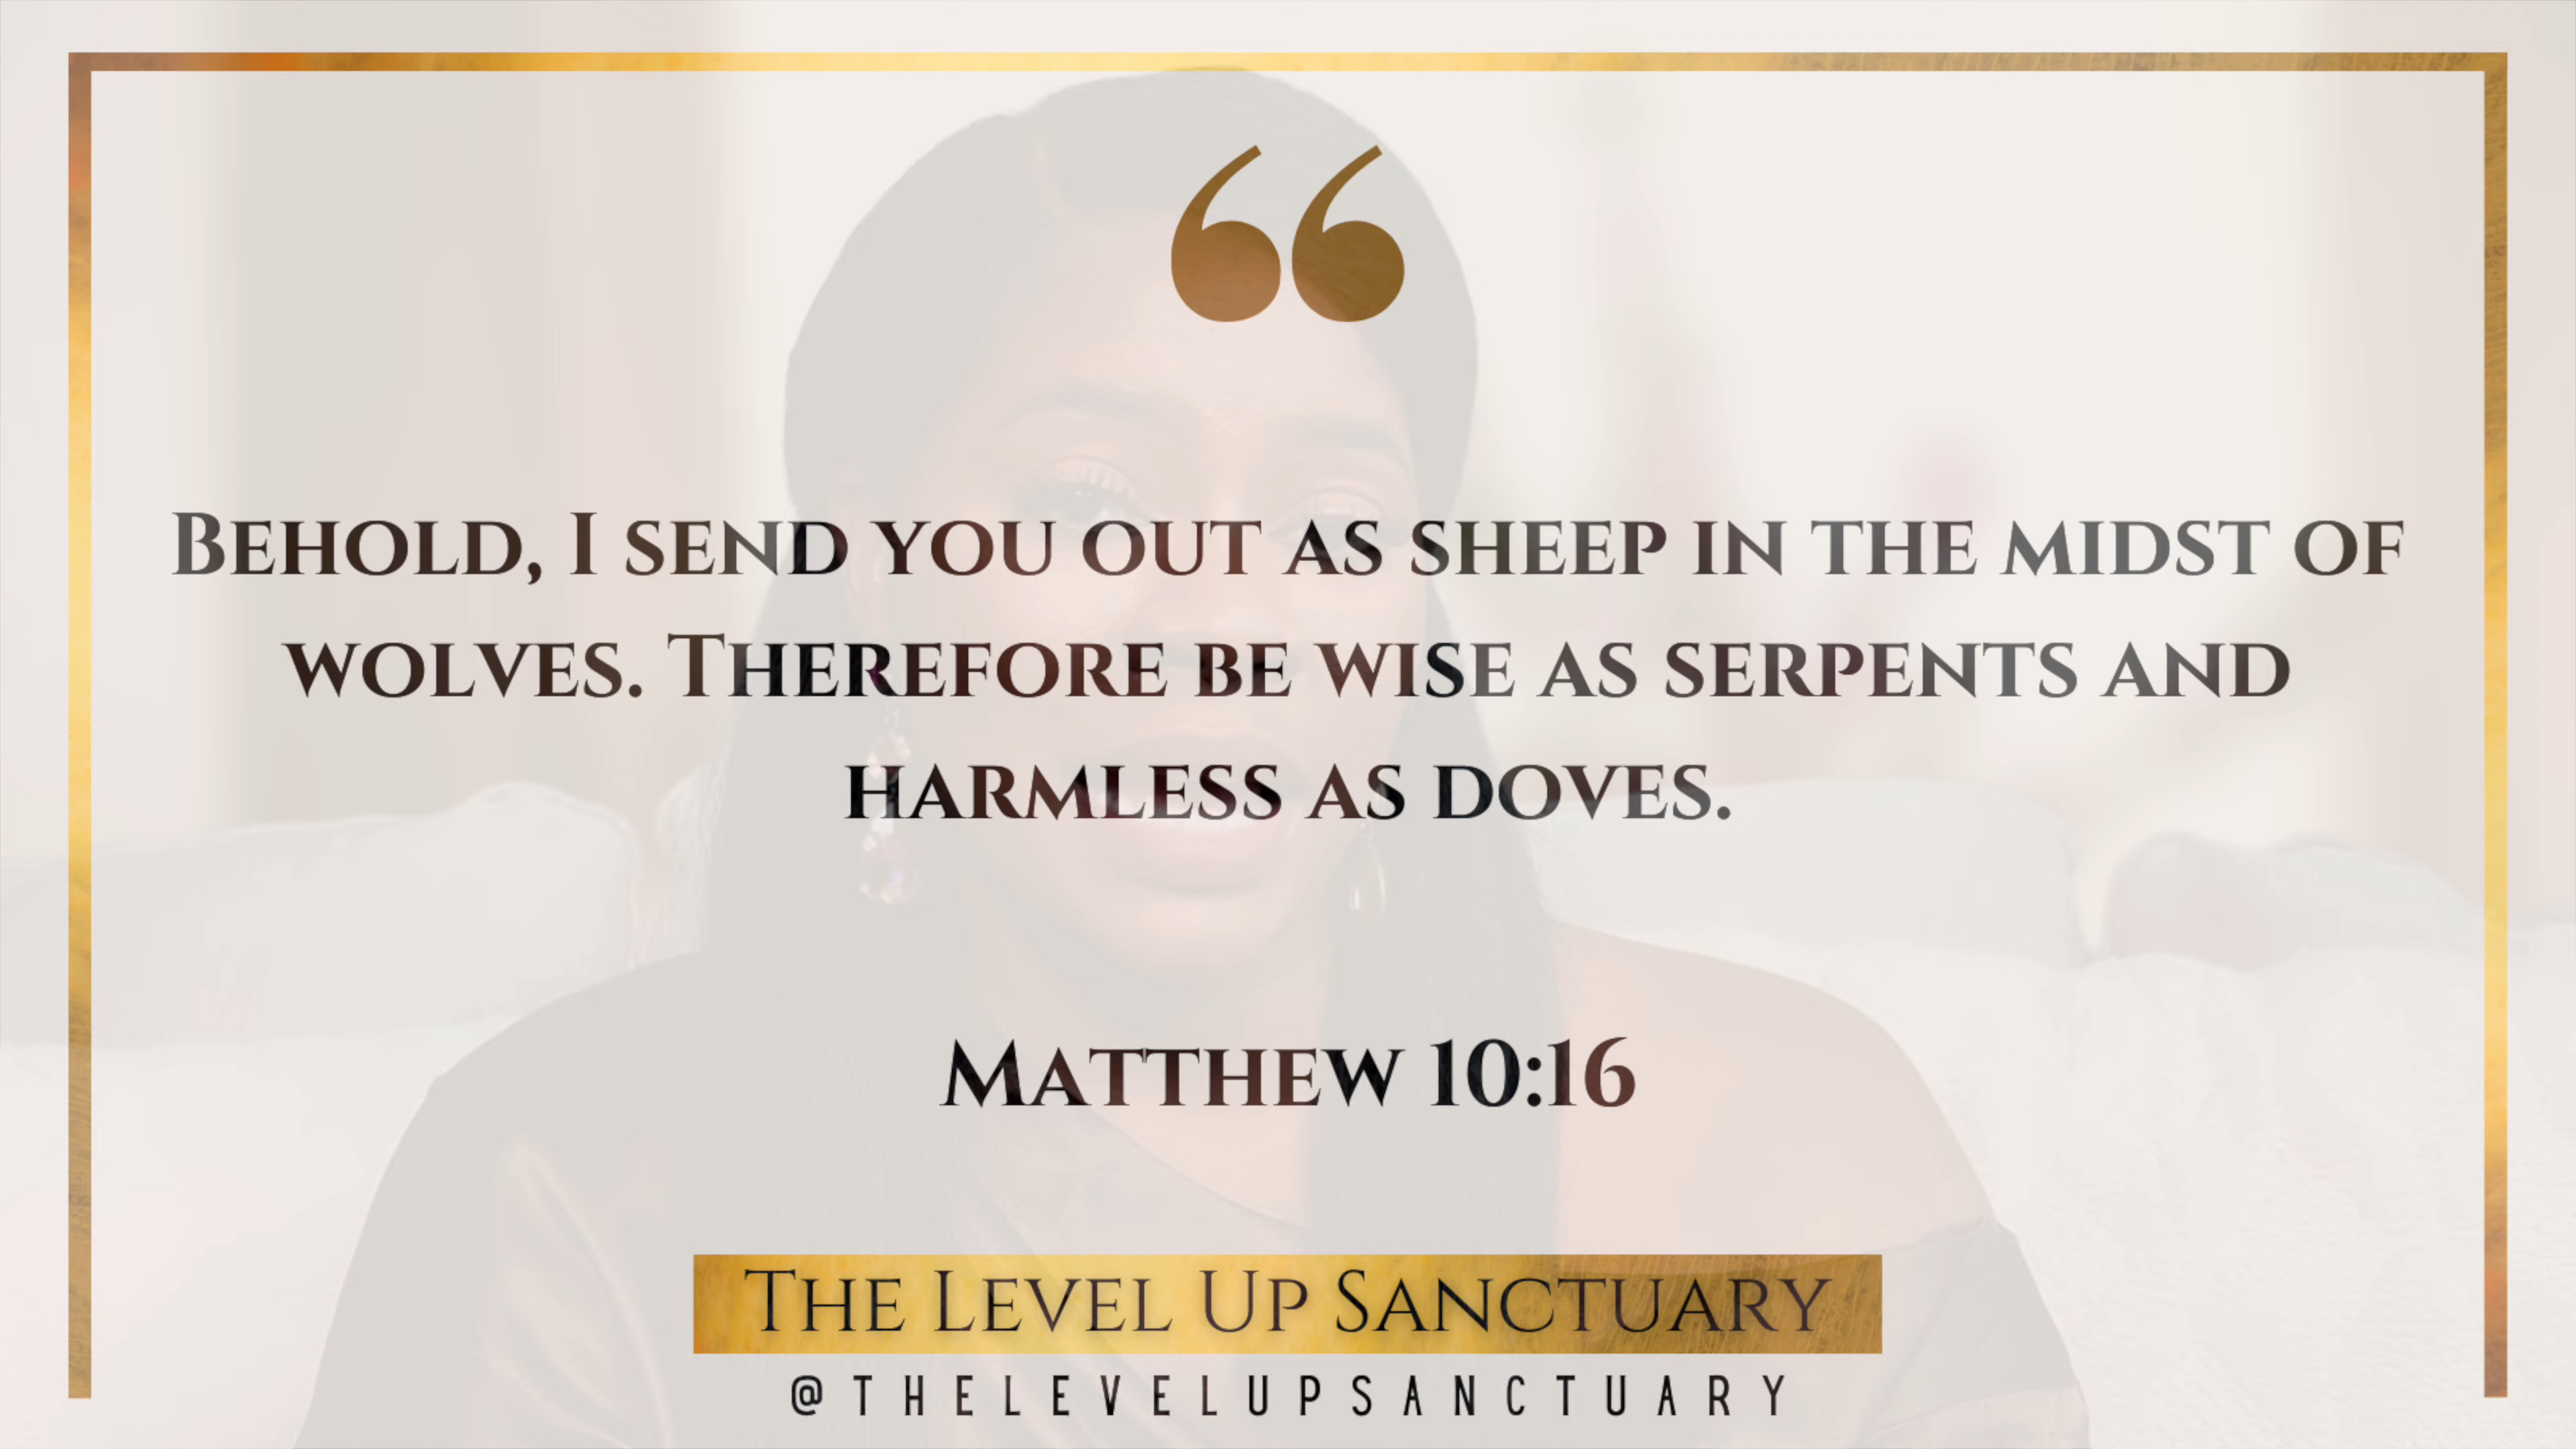 “
Behold, I send you out as sheep in the midst of
wolves. Therefore be wise as serpents and
harmless as doves.
Matthew 10:16
The Level Up Sanctuary
@THELEVELUPSANCTUARY